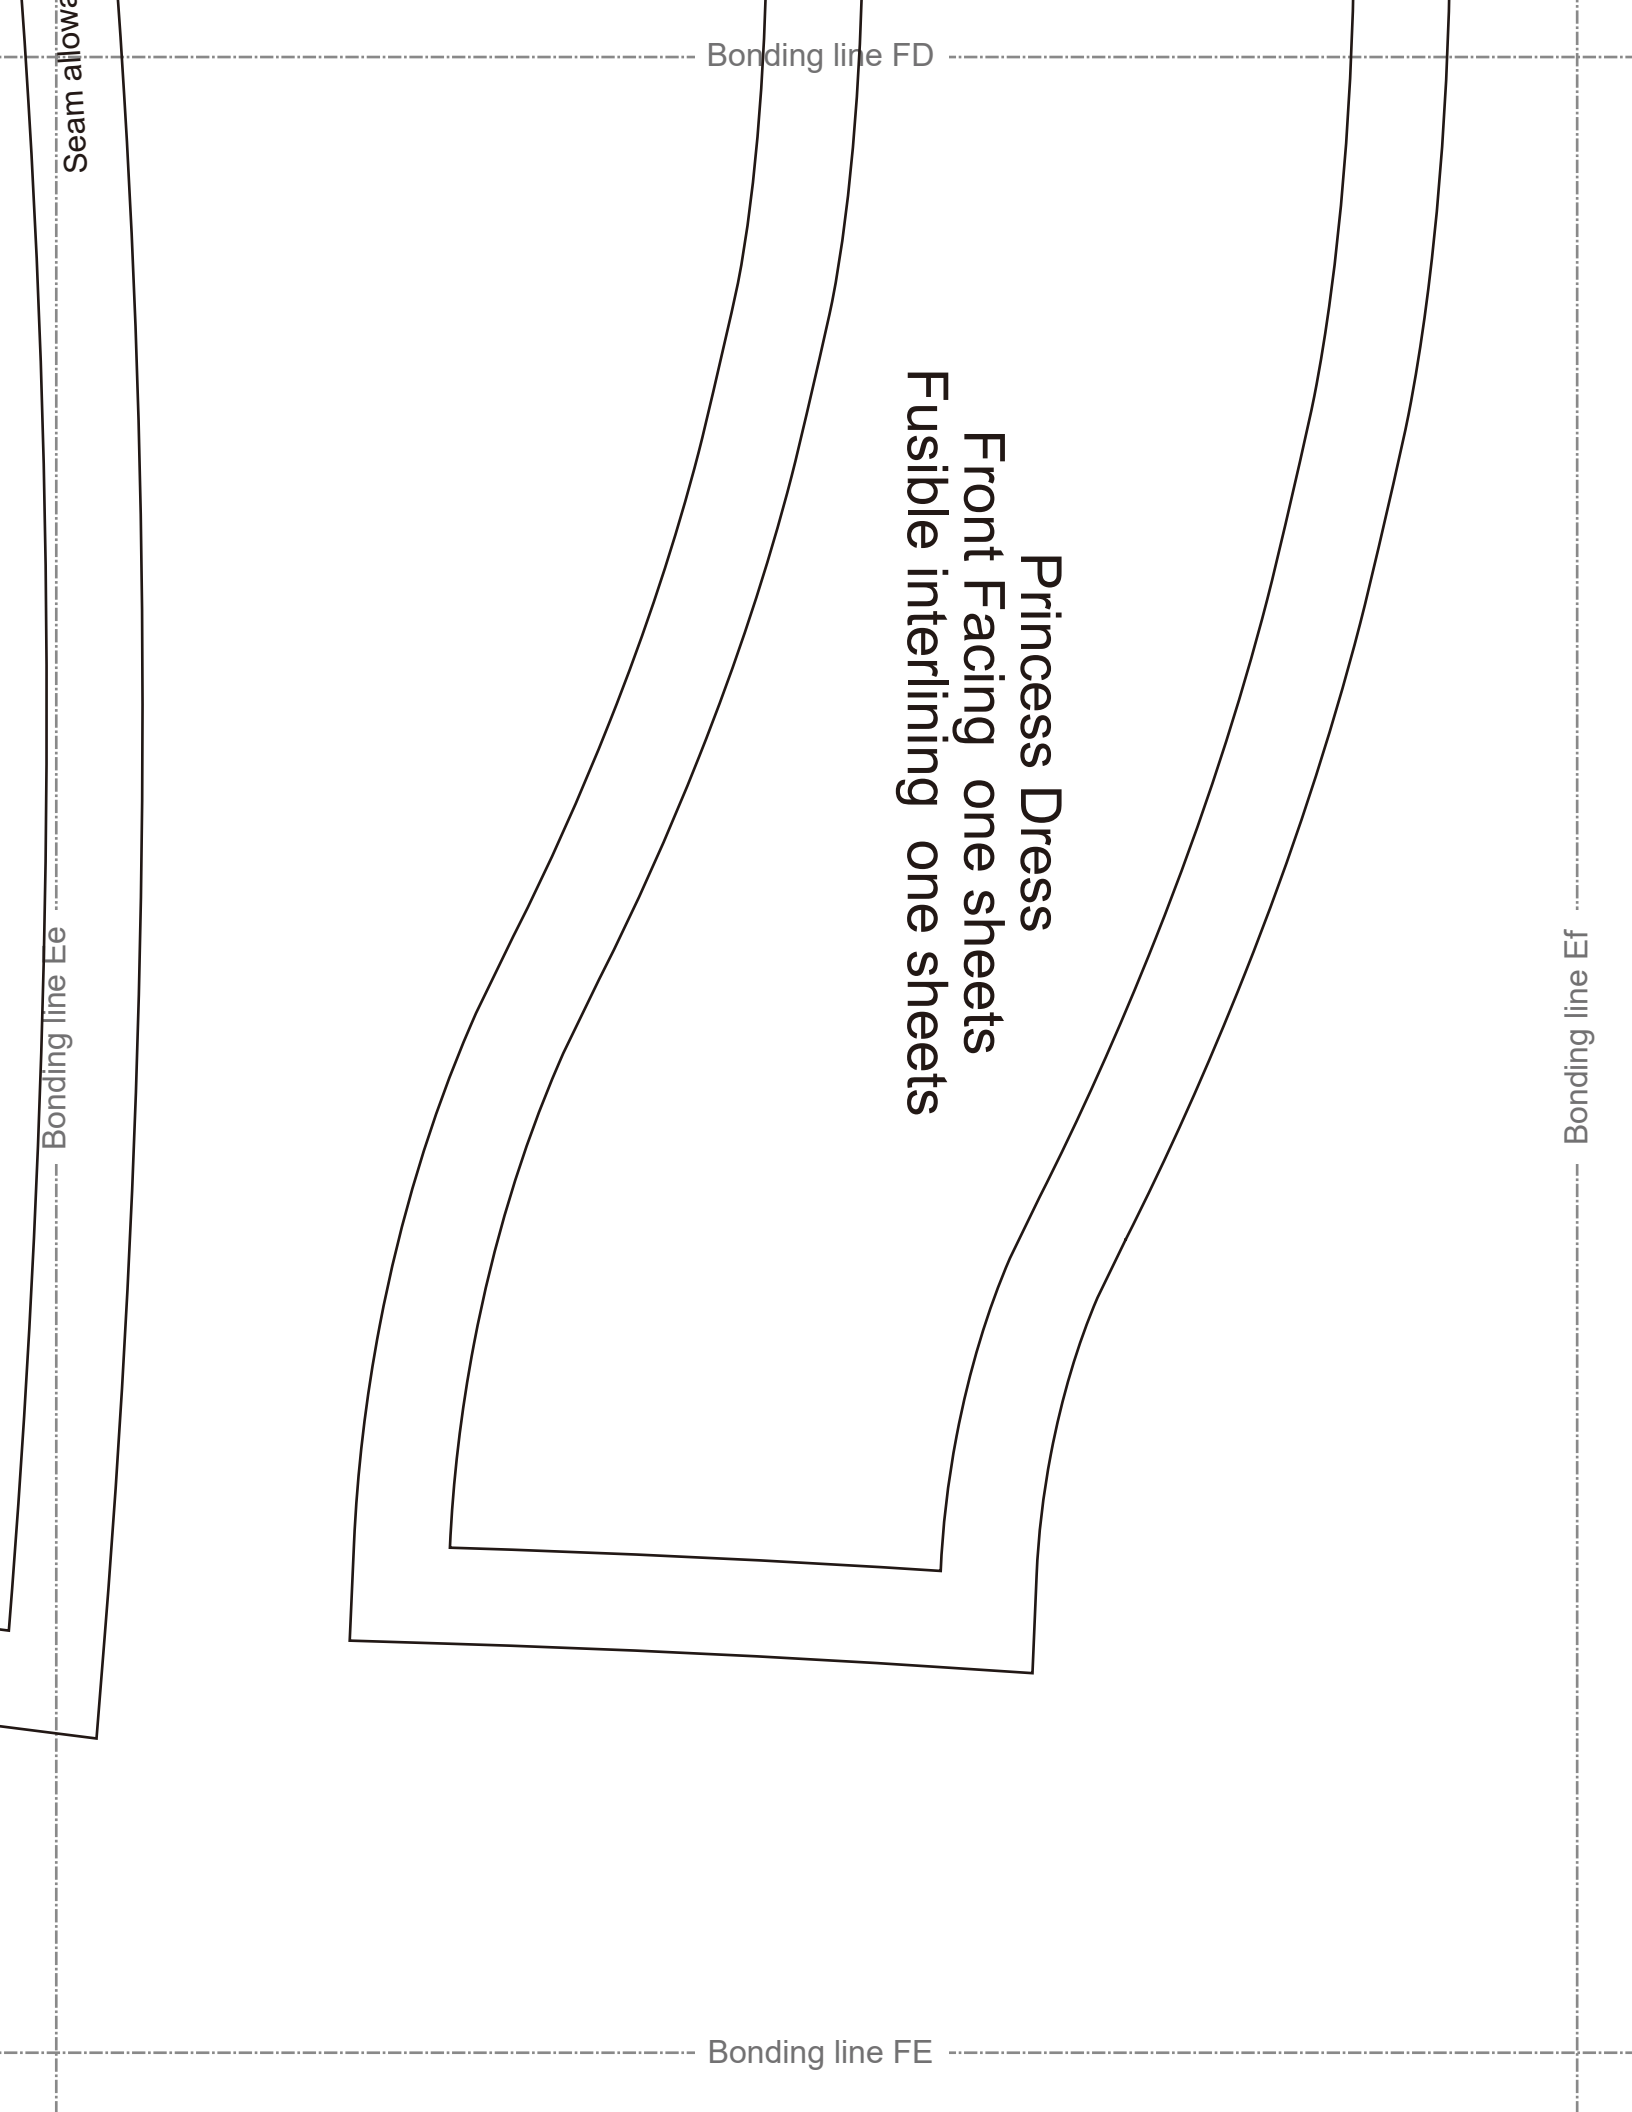 Bonding line FD
Seam
Princess Dress
Front Facing one sheets
Fusible interlining one sheets
Bonding line Ee
Bonding line Ef
Bonding line FE